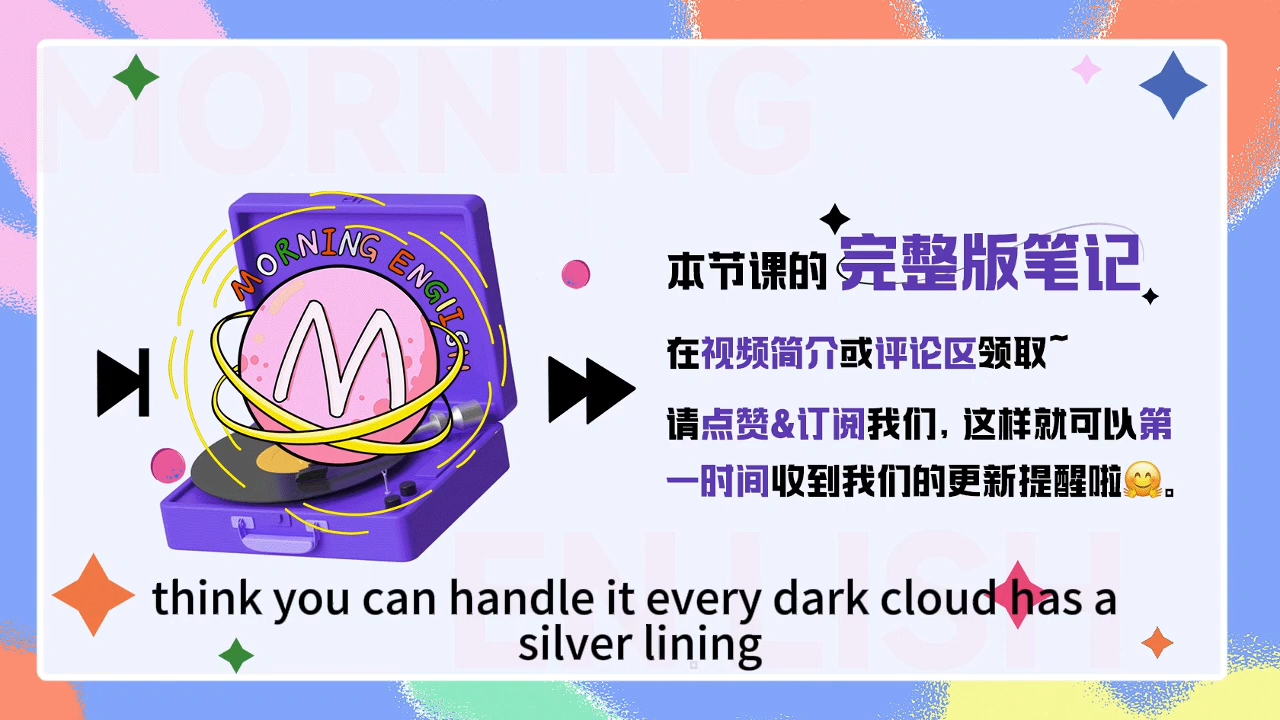 MORNING
MORNING ENGLISH
M
本节课的 完整版笔记
在视频简介或评论区领取~
请点赞&订阅我们, 这样就可以第
一时间收到我们的更新提醒啦🤗。
ENLISH
think you can handle it every dark cloud has a
silver lining